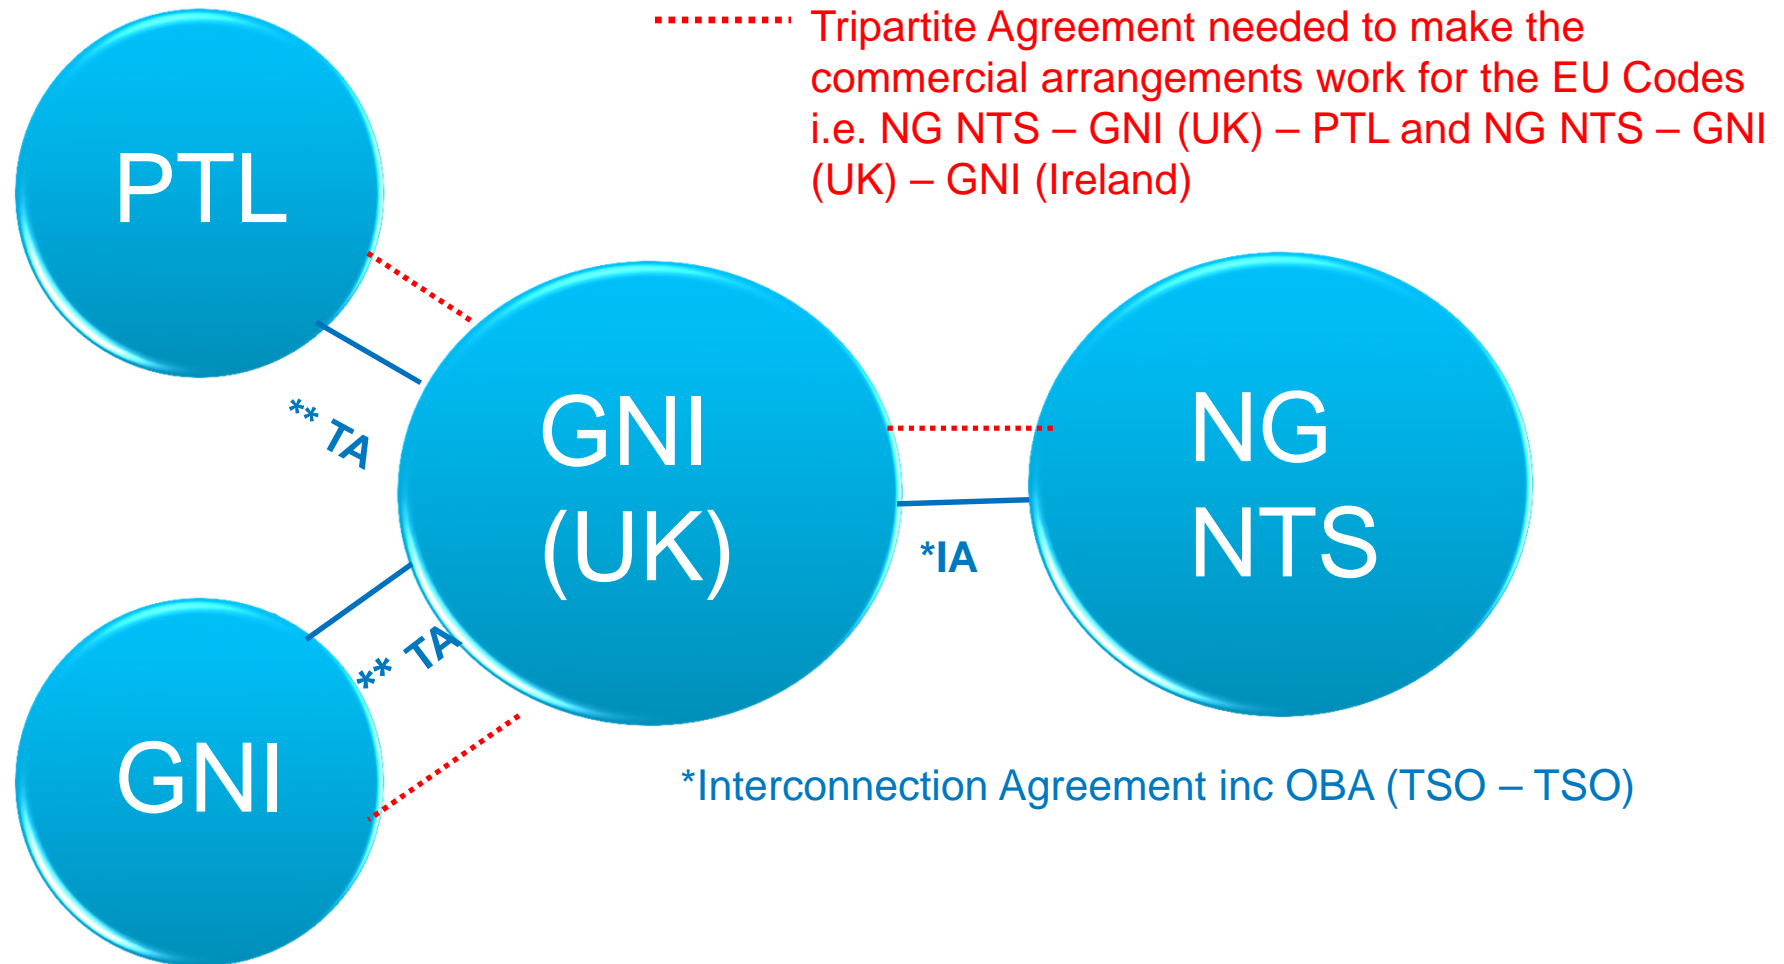 Tripartite Agreement needed to make the
commercial arrangements work for the EU Codes
i.e. NG NTS – GNI (UK) – PTL and NG NTS – GNI
(UK) – GNI (Ireland)
PTL
** TA
GNI
(UK)
NG
NTS
*IA
** TA
GNI
*Interconnection Agreement inc OBA (TSO – TSO)